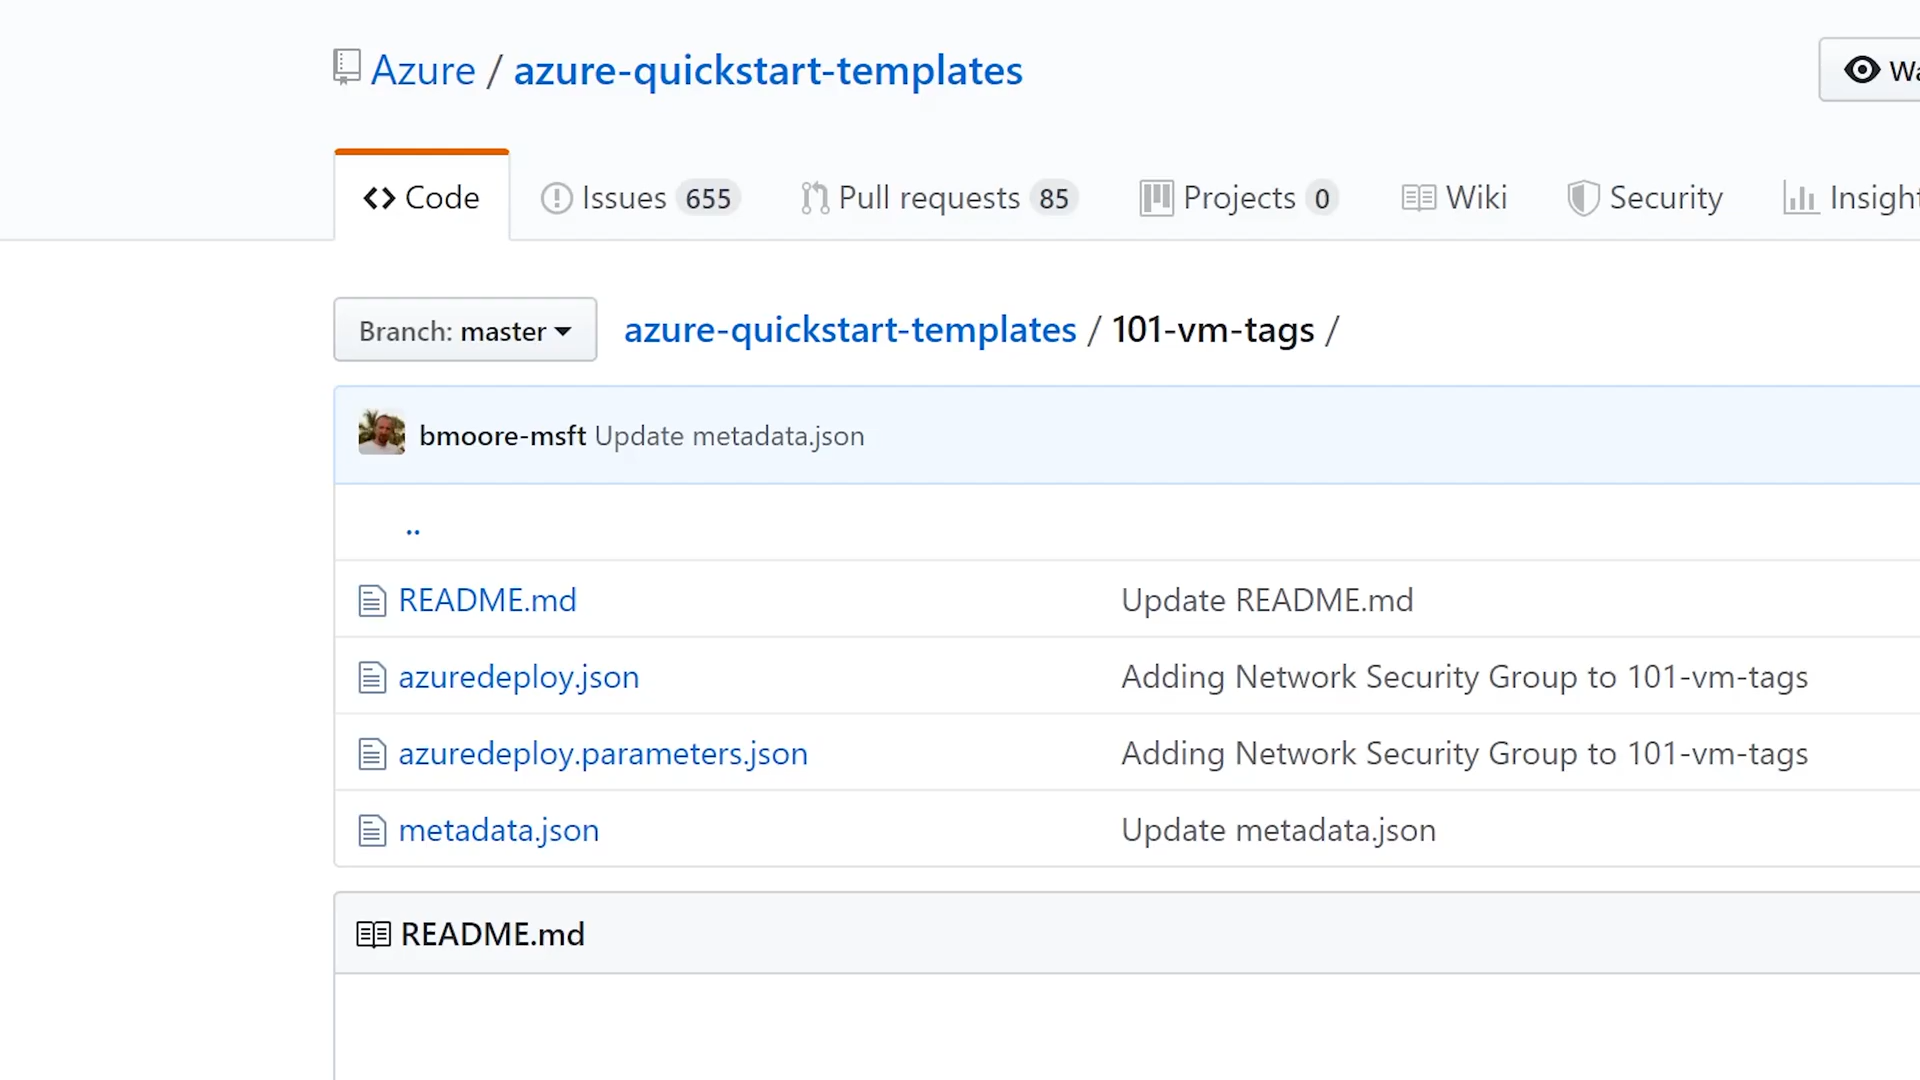 Azure / azure-quickstart-templates
Wa
Code Issues 655 Pull requests 85 Projects 0 Wiki Security Insight
Branch: master azure-quickstart-templates / 101-vm-tags /
bmoore-msft Update metadata.json
..
README.md Update README.md
azuredeploy.json Adding Network Security Group to 101-vm-tags
azuredeploy.parameters.json Adding Network Security Group to 101-vm-tags
metadata.json Update metadata.json
README.md